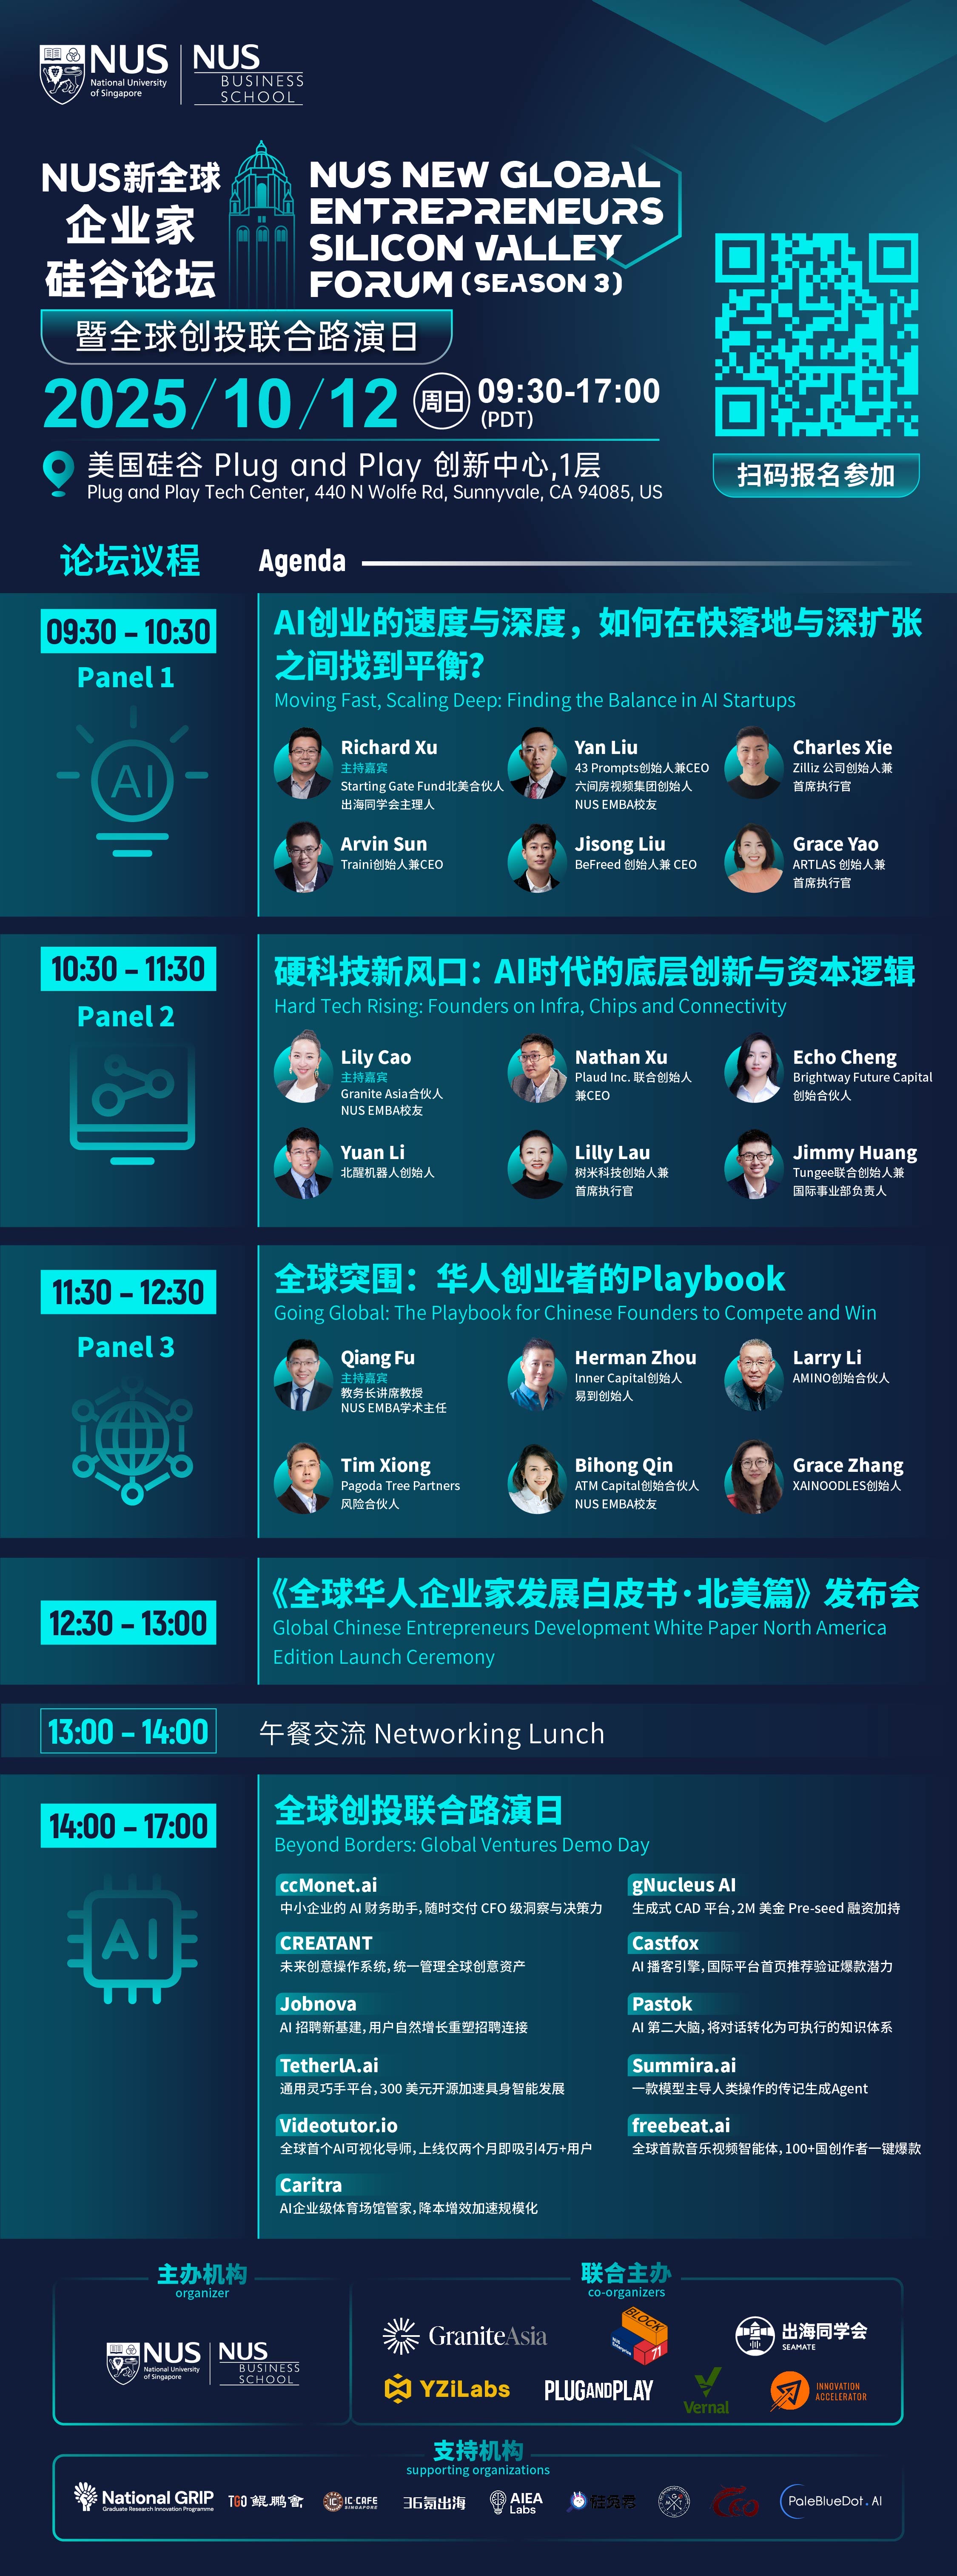 NUS
National University
of Singapore
NUS
BUSINESS
SCHOOL
NUS新全球
企业家
硅谷论坛
NUS NEW GLOBAL
ENTREPRENEURS
SILICON VALLEY
FORUM (SEASON 3)
暨全球创投联合路演日
2025/10/12 周日 09:30-17:00
(PDT)
美国硅谷 Plug and Play 创新中心,1层
Plug and Play Tech Center, 440 N Wolfe Rd, Sunnyvale, CA 94085, US
扫码报名参加
论坛议程 Agenda
09:30 – 10:30
Panel 1
AI
AI创业的速度与深度，如何在快落地与深扩张
之间找到平衡？
Moving Fast, Scaling Deep: Finding the Balance in AI Startups
Richard Xu
主持嘉宾
Starting Gate Fund北美合伙人
出海同学会主理人
Yan Liu
43 Prompts创始人兼CEO
六间房视频集团创始人
NUS EMBA校友
Charles Xie
Zilliz 公司创始人兼
首席执行官
Arvin Sun
Traini创始人兼CEO
Jisong Liu
BeFreed 创始人兼 CEO
Grace Yao
ARTLAS 创始人兼
首席执行官
10:30 – 11:30
Panel 2
硬科技新风口：AI时代的底层创新与资本逻辑
Hard Tech Rising: Founders on Infra, Chips and Connectivity
Lily Cao
主持嘉宾
Granite Asia合伙人
NUS EMBA校友
Nathan Xu
Plaud Inc. 联合创始人
兼CEO
Echo Cheng
Brightway Future Capital
创始合伙人
Yuan Li
北醒机器人创始人
Lilly Lau
树米科技创始人兼
首席执行官
Jimmy Huang
Tungee联合创始人兼
国际事业部负责人
11:30 – 12:30
Panel 3
全球突围：华人创业者的Playbook
Going Global: The Playbook for Chinese Founders to Compete and Win
Qiang Fu
主持嘉宾
教务长讲席教授
NUS EMBA学术主任
Herman Zhou
Inner Capital创始人
易到创始人
Larry Li
AMINO创始合伙人
Tim Xiong
Pagoda Tree Partners
风险合伙人
Bihong Qin
ATM Capital创始合伙人
NUS EMBA校友
Grace Zhang
XAINOODLES创始人
12:30 – 13:00
《全球华人企业家发展白皮书·北美篇》发布会
Global Chinese Entrepreneurs Development White Paper North America
Edition Launch Ceremony
13:00 – 14:00
午餐交流 Networking Lunch
14:00 – 17:00
AI
全球创投联合路演日
Beyond Borders: Global Ventures Demo Day
ccMonet.ai
中小企业的 AI 财务助手，随时交付 CFO 级洞察与决策力
gNucleus AI
生成式 CAD 平台，2M 美金 Pre-seed 融资加持
CREATANT
未来创意操作系统，统一管理全球创意资产
Castfox
AI 播客引擎，国际平台首页推荐验证爆款潜力
Jobnova
AI 招聘新基建，用户自然增长重塑招聘连接
Pastok
AI 第二大脑，将对话转化为可执行的知识体系
TetherIA.ai
通用灵巧手平台，300 美元开源加速具身智能发展
Summira.ai
一款模型主导人类操作的传记生成Agent
Videotutor.io
全球首个AI可视化导师，上线仅两个月即吸引4万+用户
freebeat.ai
全球首款音乐视频智能体，100+国创作者一键爆款
Caritra
AI企业级体育场馆管家，降本增效加速规模化
主办机构
organizer
NUS
National University
of Singapore
NUS
BUSINESS
SCHOOL
联合主办
co-organizers
GraniteAsia
BLOCK
71
NUS
Enterprise
出海同学会
SEAMATE
YZiLabs
PLUGANDPLAY
Vernal
INNOVATION
ACCELERATOR
支持机构
supporting organizations
National GRIP
Graduate Research Innovation Programme
TGO 鲲鹏会
IC·CAFE
SINGAPORE
36氪出海
AIEA
Labs
PaleBlueDot.AI